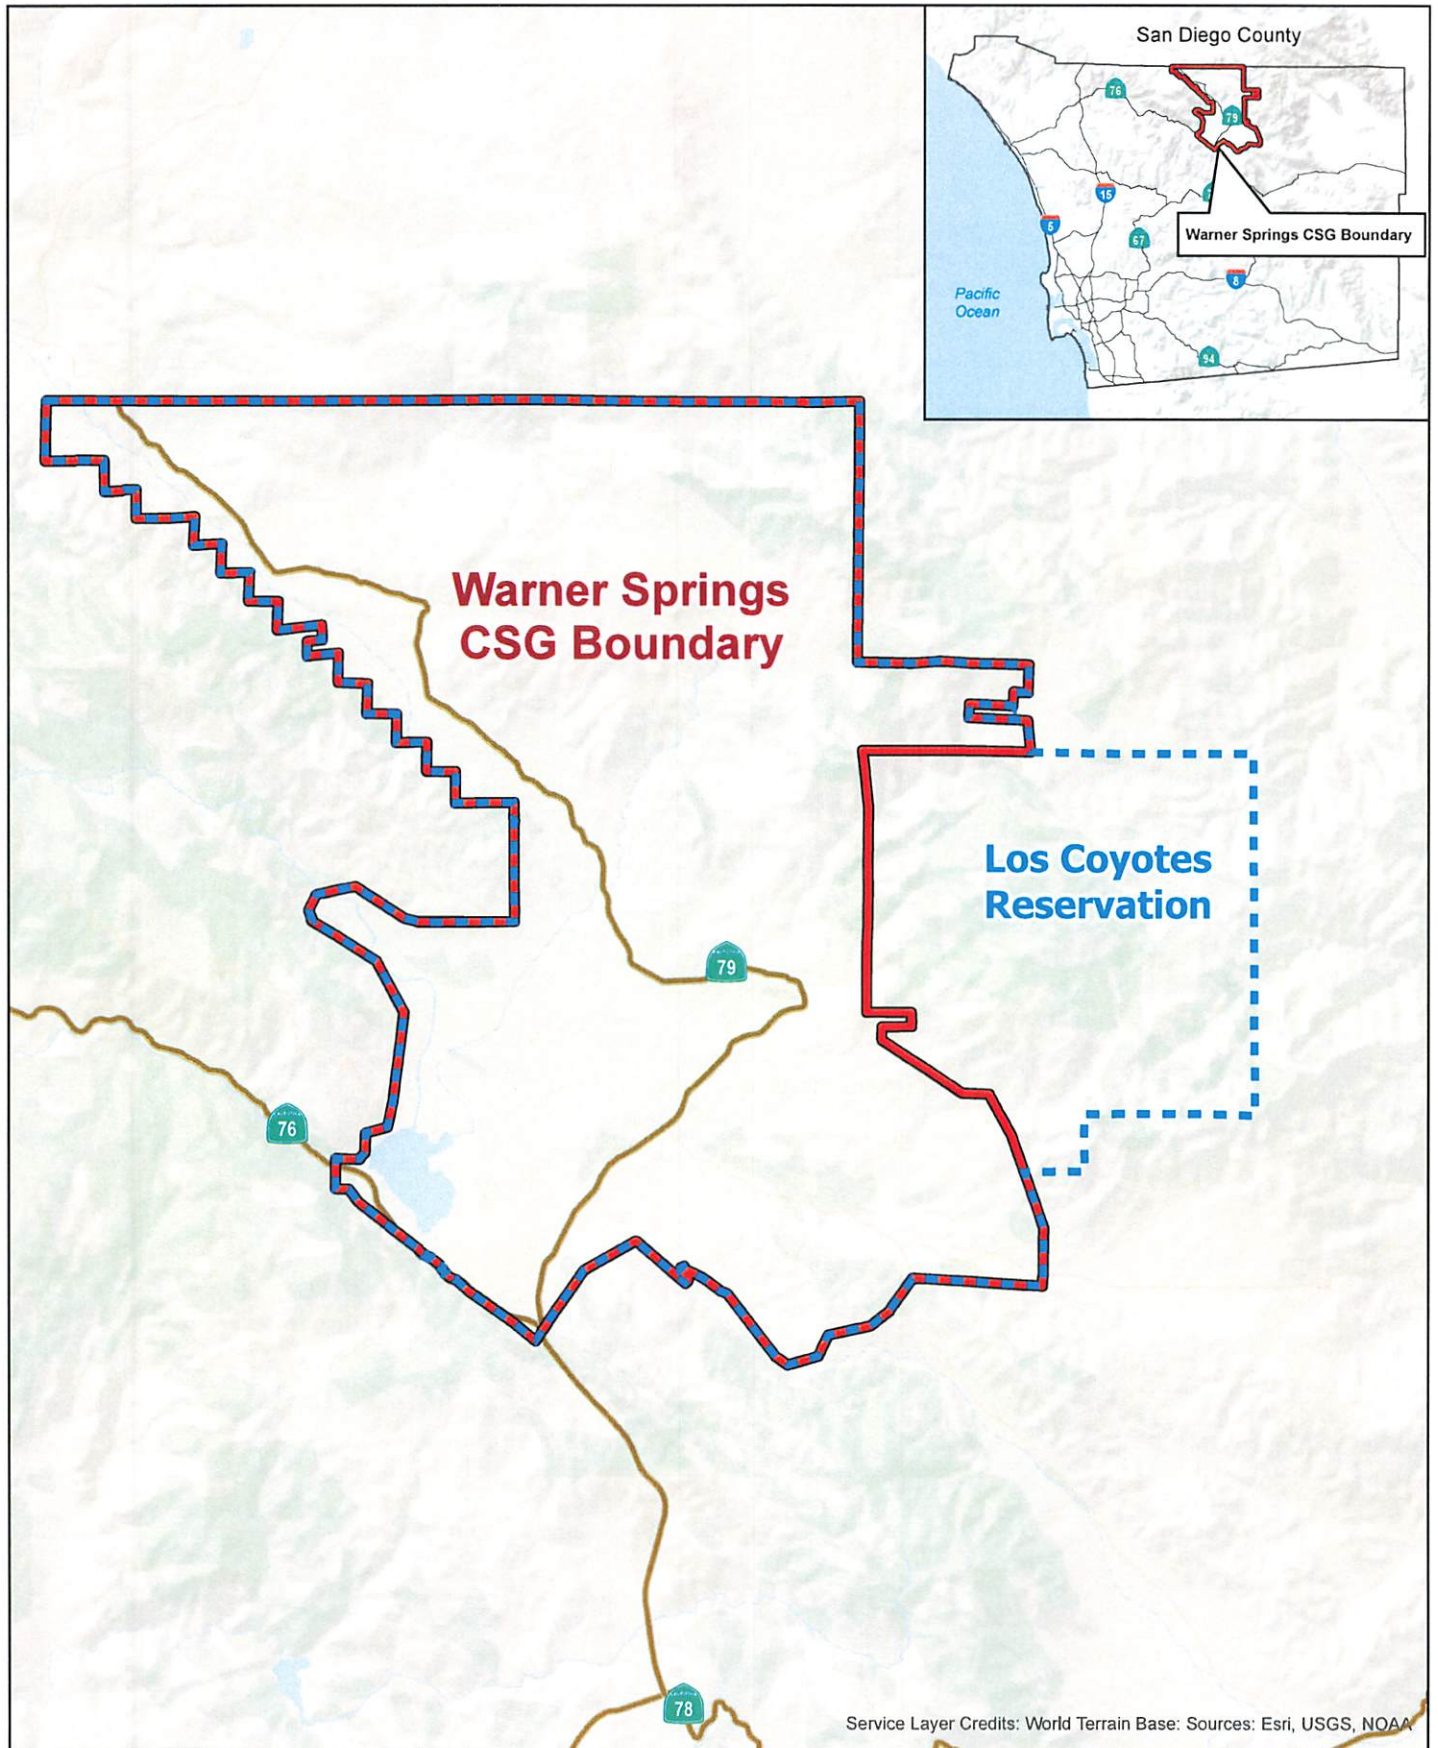 San Diego County
76
79
15
5
67
Warner Springs CSG Boundary
8
Pacific
Ocean
94
Warner Springs
CSG Boundary
Los Coyotes
Reservation
79
76
78
Service Layer Credits: World Terrain Base: Sources: Esri, USGS, NOAA